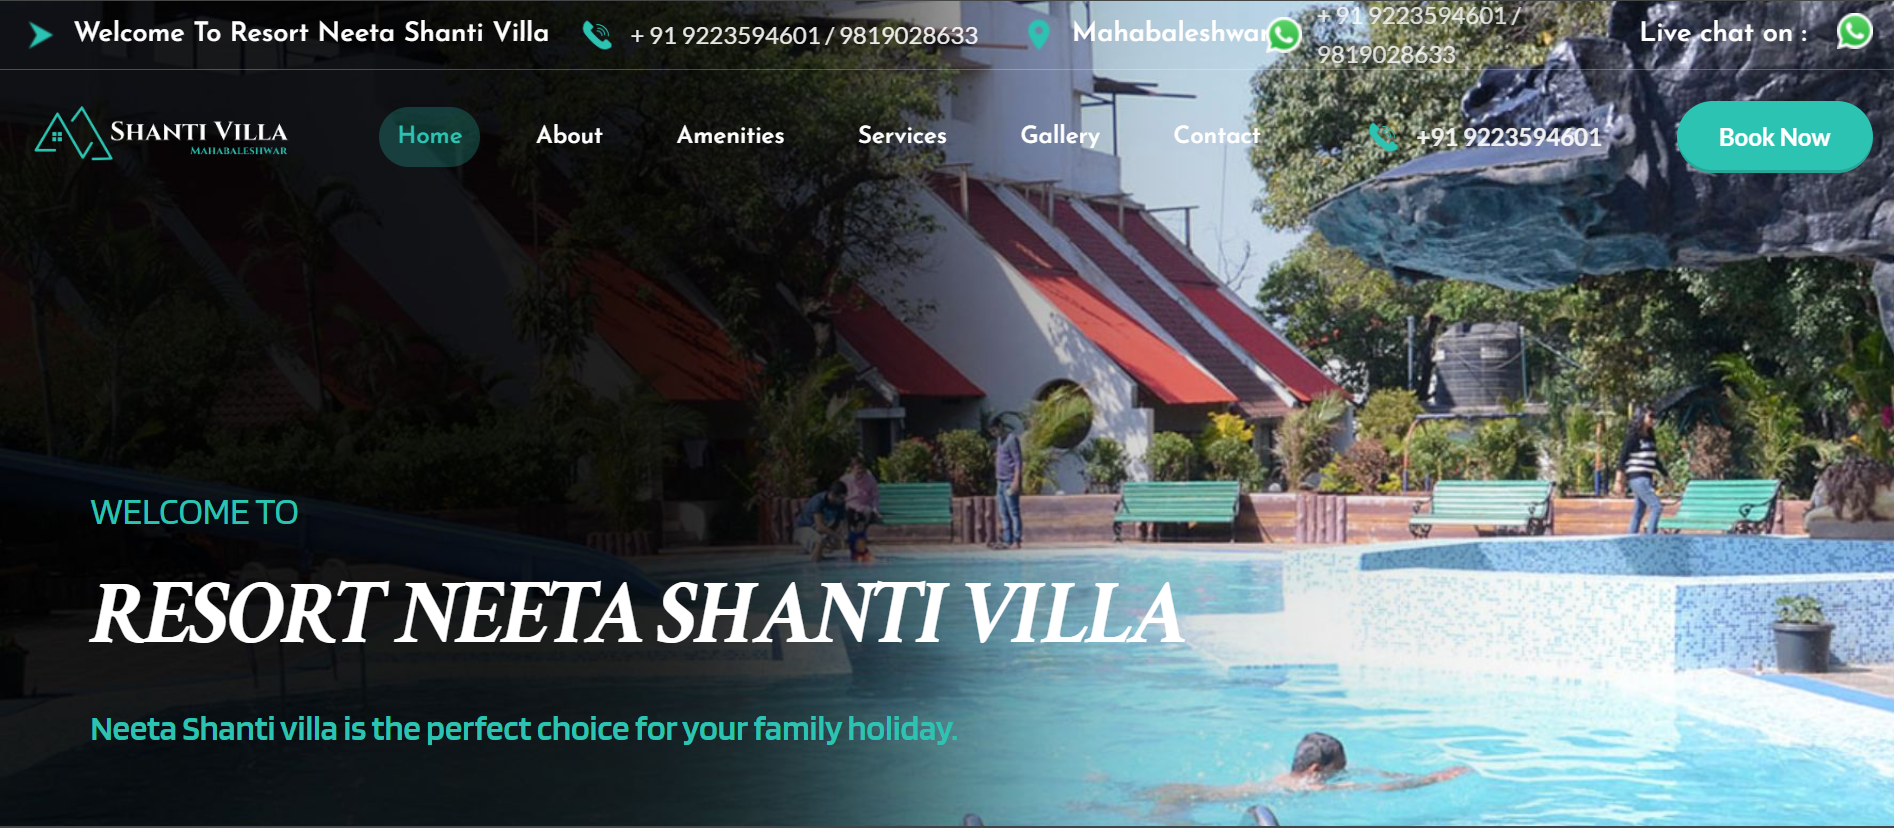 Welcome To Resort Neeta Shanti Villa
+ 91 9223594601 / 9819028633
Mahabaleshwar
+ 91 9223594601 /
9819028633
Live chat on :
SHANTI VILLA
MAHABALESHWAR
Home
About
Amenities
Services
Gallery
Contact
+91 9223594601
Book Now
WELCOME TO
RESORT NEETA SHANTI VILLA
Neeta Shanti villa is the perfect choice for your family holiday.